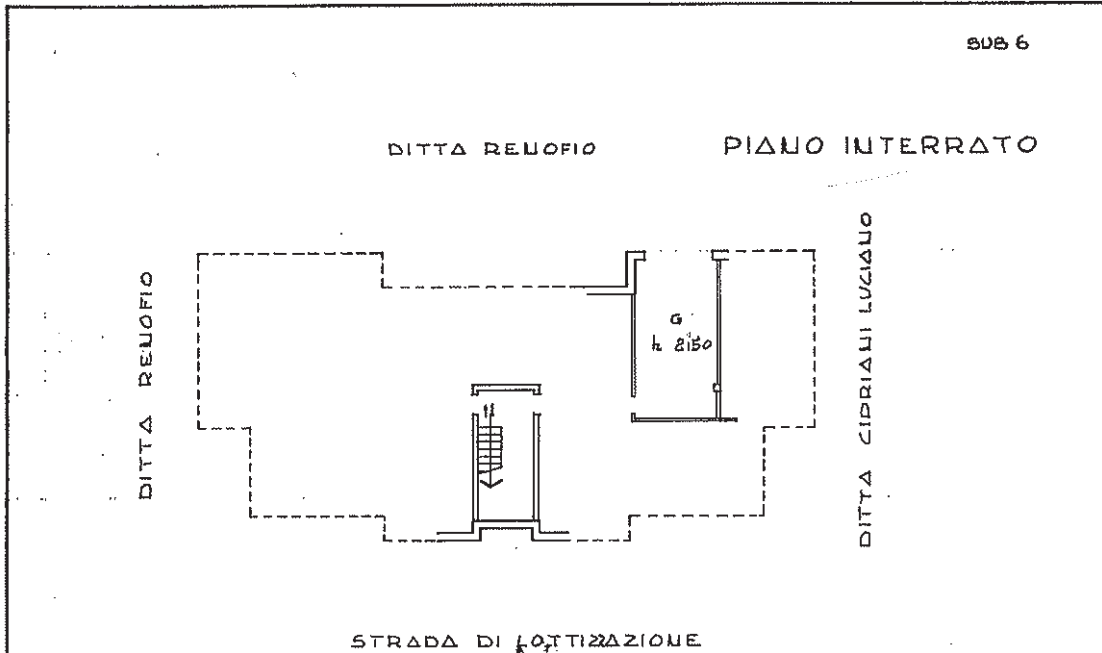 SUB 6
DITTA RENOFIO
PIANO INTERRATO
DITTA RENOFIO
DITTA CIPRIANI LUCIANO
G
h 2,50
STRADA DI LOTTIZZAZIONE